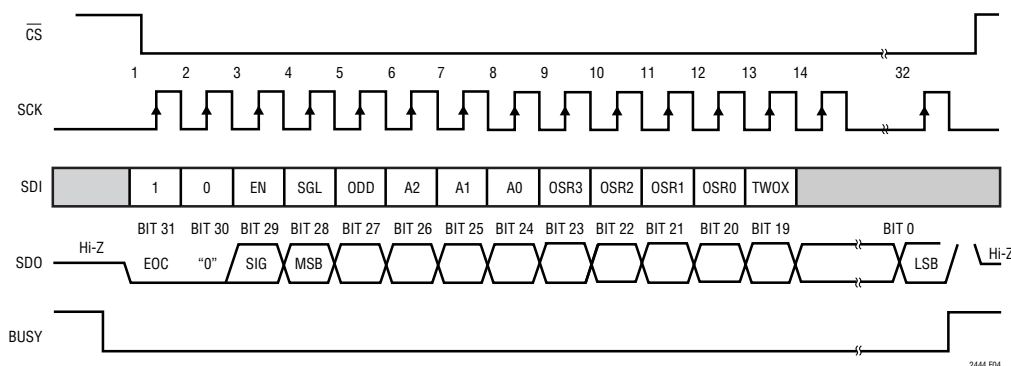 CS
1 2 3 4 5 6 7 8 9 10 11 12 13 14 32
SCK
SDI 1 0 EN SGL ODD A2 A1 A0 OSR3 OSR2 OSR1 OSR0 TWOX
BIT 31 BIT 30 BIT 29 BIT 28 BIT 27 BIT 26 BIT 25 BIT 24 BIT 23 BIT 22 BIT 21 BIT 20 BIT 19 BIT 0
Hi-Z Hi-Z
SDO EOC “0” SIG MSB LSB
BUSY
2444 F04